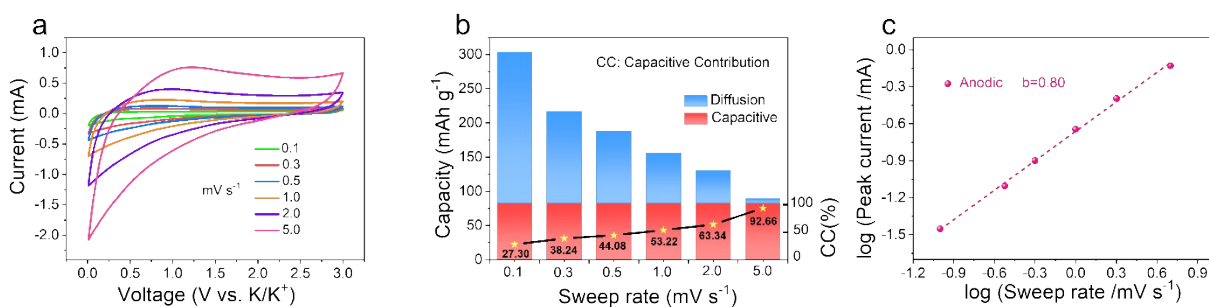 a
Current (mA)
1.0
0.5
0.0
-0.5
-1.0
-1.5
-2.0
mV s⁻¹
0.1
0.3
0.5
1.0
2.0
5.0
0.0 0.5 1.0 1.5 2.0 2.5 3.0
Voltage (V vs. K/K⁺)
b
Capacity (mAh g⁻¹)
300
250
200
150
100
50
0
CC: Capacitive Contribution
Diffusion
Capacitive
27.30 38.24 44.08 53.22 63.34 92.66
100
50
0
CC(%)
0.1 0.3 0.5 1.0 2.0 5.0
Sweep rate (mV s⁻¹)
c
log (Peak current /mA)
0.0
-0.3
-0.6
-0.9
-1.2
-1.5
Anodic b=0.80
-1.2 -0.9 -0.6 -0.3 0.0 0.3 0.6 0.9
log (Sweep rate /mV s⁻¹)